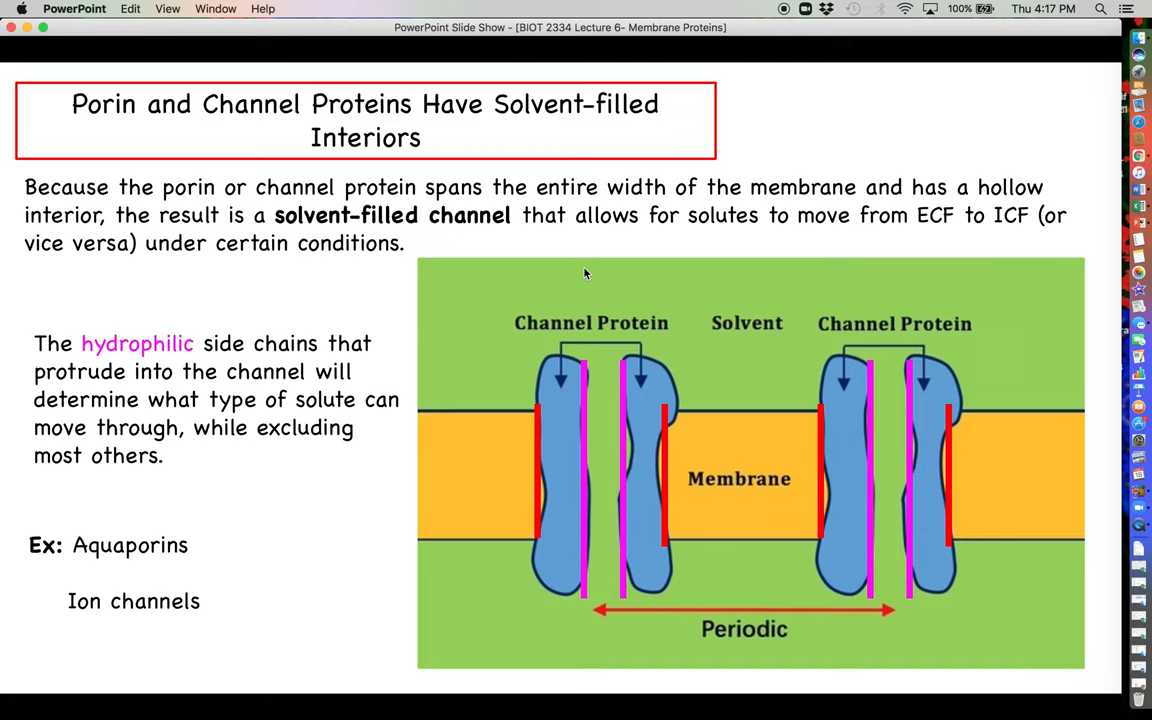 PowerPoint Edit View Window Help 100% Thu 4:17 PM
PowerPoint Slide Show - [BIOT 2334 Lecture 6- Membrane Proteins]
Porin and Channel Proteins Have Solvent-filled
Interiors
Because the porin or channel protein spans the entire width of the membrane and has a hollow
interior, the result is a solvent-filled channel that allows for solutes to move from ECF to ICF (or
vice versa) under certain conditions.
The hydrophilic side chains that
protrude into the channel will
determine what type of solute can
move through, while excluding
most others.
Ex: Aquaporins
Ion channels
Channel Protein Solvent Channel Protein
Membrane
Periodic